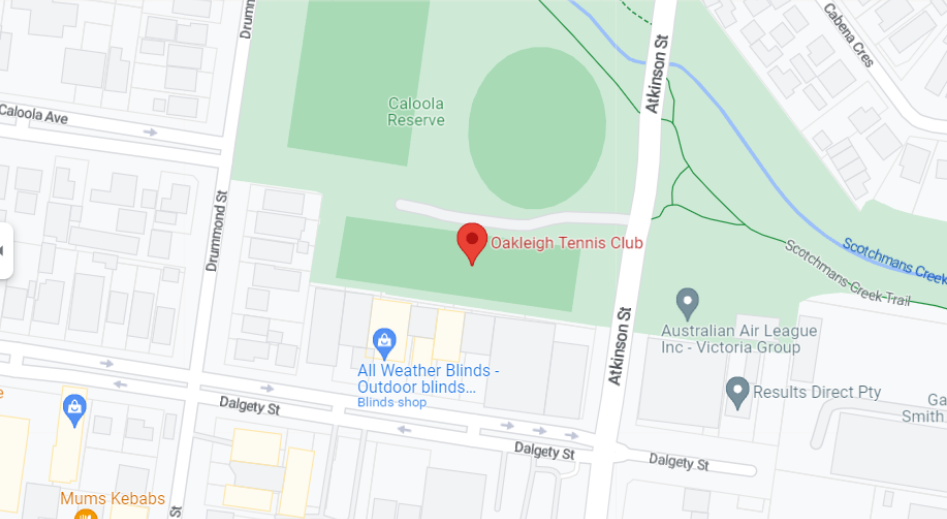 Drumm
Atkinson St
Cabena Cres
Caloola
Reserve
Caloola Ave
Drummond St
Oakleigh Tennis Club
Scotchmans Creek
Scotchmans Creek Trail
Atkinson St
Australian Air League
Inc - Victoria Group
All Weather Blinds -
Outdoor blinds...
Blinds shop
Results Direct Pty
e
Ga
Smith
Dalgety St
Dalgety St
Dalgety St
Mums Kebabs
St